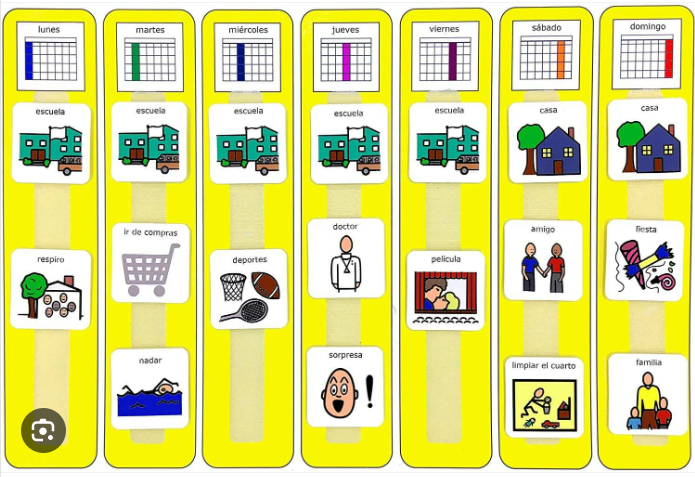 lunes
escuela
respiro
martes
escuela
ir de compras
nadar
miércoles
escuela
deportes
jueves
escuela
doctor
sorpresa
viernes
escuela
película
sábado
casa
amigo
limpiar el cuarto
domingo
casa
fiesta
familia